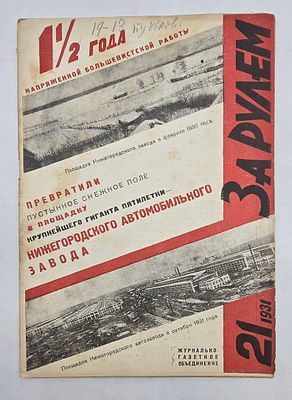 1½ ГОДА
НАПРЯЖЕННОЙ БОЛЬШЕВИСТСКОЙ РАБОТЫ
Площадка Нижегородского завода в феврале 1930 года
ПРЕВРАТИЛИ
ПУСТЫННОЕ СНЕЖНОЕ ПОЛЕ
В ПЛОЩАДКУ
КРУПНЕЙШЕГО ГИГАНТА ПЯТИЛЕТКИ—
НИЖЕГОРОДСКОГО АВТОМОБИЛЬНОГО
ЗАВОДА
Площадка Нижегородского автозавода в октябре 1931 года
ЖУРНАЛЬНО
ГАЗЕТНОЕ
ОБЪЕДИНЕНИЕ
ЗА РУЛЕМ
21 1931